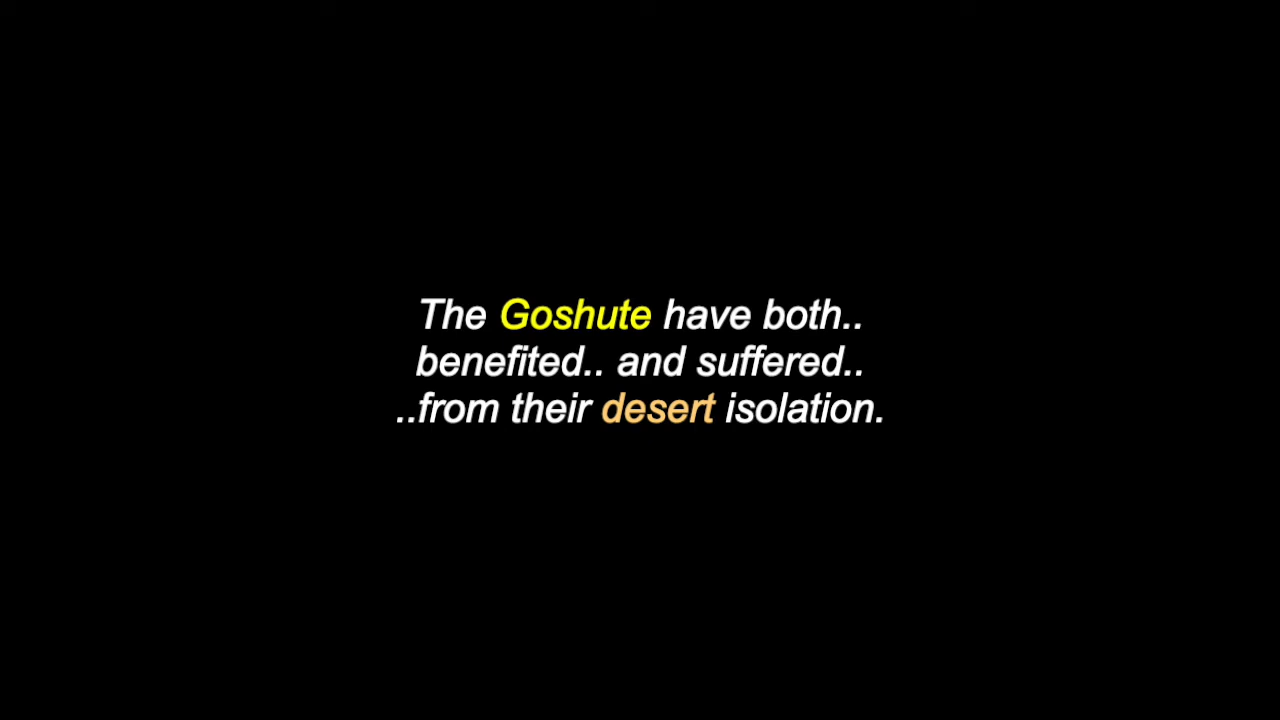 The Goshute have both..
benefited.. and suffered..
..from their desert isolation.